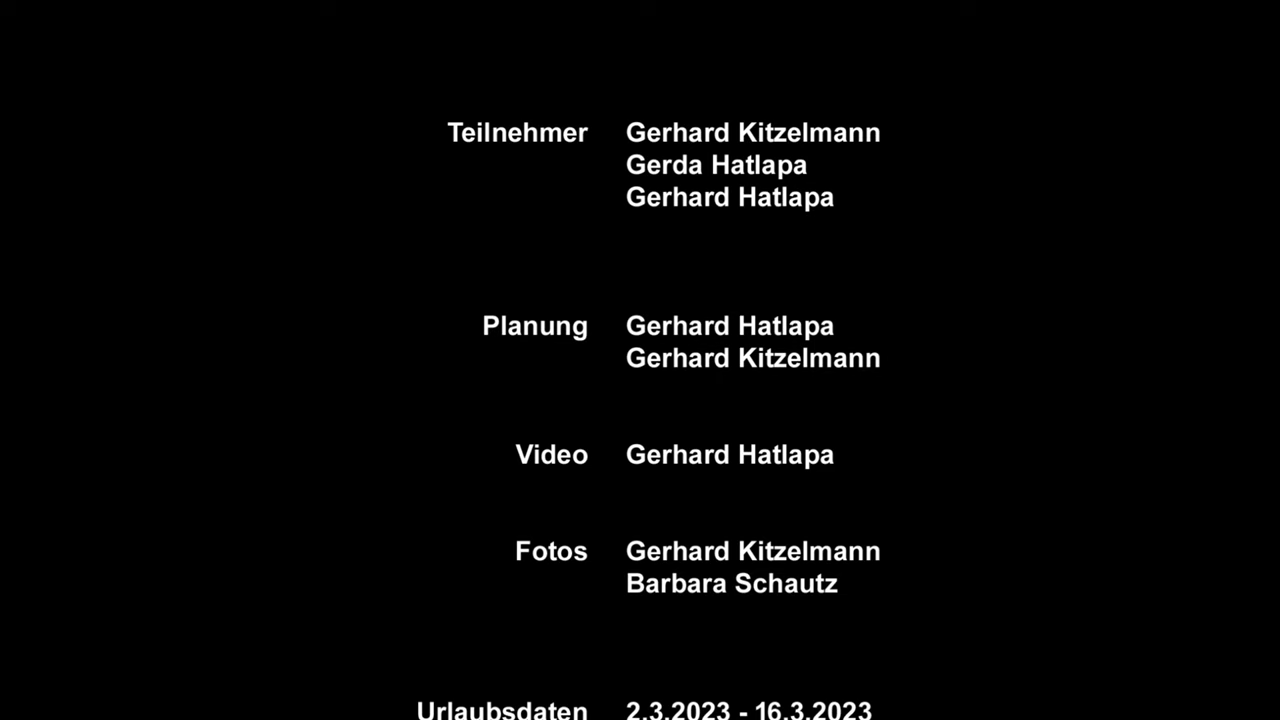 Teilnehmer Gerhard Kitzelmann
Gerda Hatlapa
Gerhard Hatlapa
Planung Gerhard Hatlapa
Gerhard Kitzelmann
Video Gerhard Hatlapa
Fotos Gerhard Kitzelmann
Barbara Schautz
Urlaubsdaten 2.3.2023 - 16.3.2023